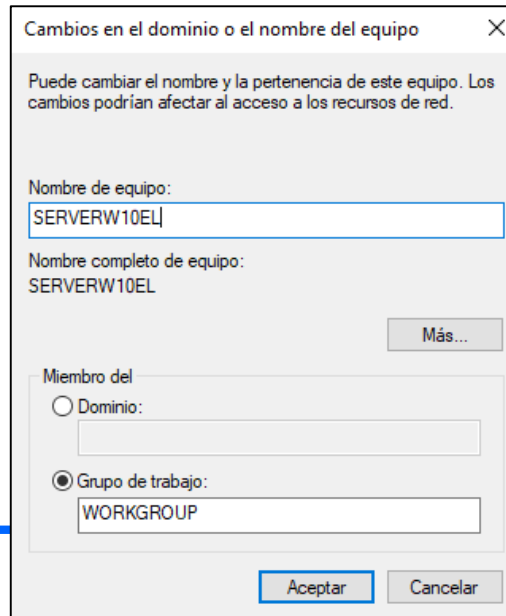 Cambios en el dominio o el nombre del equipo
Puede cambiar el nombre y la pertenencia de este equipo. Los
cambios podrían afectar al acceso a los recursos de red.
Nombre de equipo:
SERVERW10EL
Nombre completo de equipo:
SERVERW10EL
Más...
Miembro del
Dominio:
Grupo de trabajo:
WORKGROUP
Aceptar
Cancelar